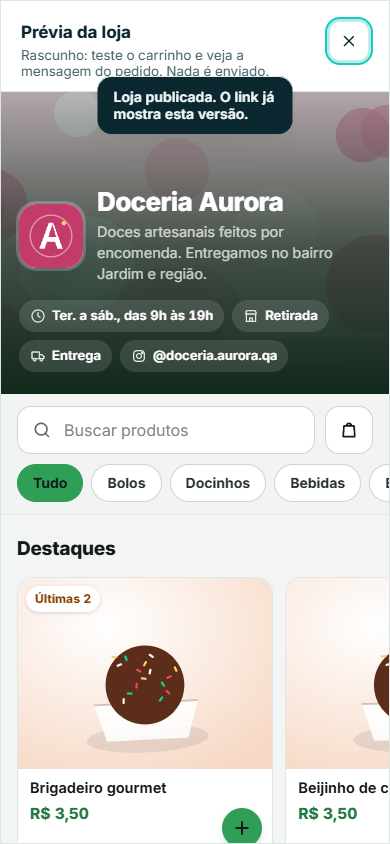 Prévia da loja
Rascunho: teste o carrinho e veja a
mensagem do pedido. Nada é enviado.
Loja publicada. O link já
mostra esta versão.
A
Doceria Aurora
Doces artesanais feitos por
encomenda. Entregamos no bairro
Jardim e região.
Ter. a sáb., das 9h às 19h
Retirada
Entrega
@doceria.aurora.qa
Buscar produtos
Tudo
Bolos
Docinhos
Bebidas
Destaques
Últimas 2
Brigadeiro gourmet
R$ 3,50
Beijinho de c
R$ 3,50